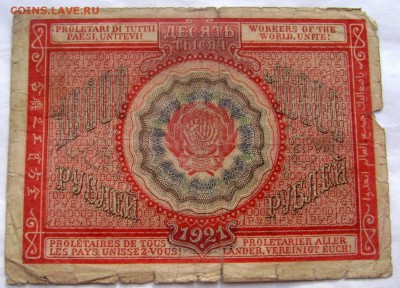 COINS.ЛАВЕ.RU
PROLETARI DI TUTTI I
PAESI, UNITEVI!
ДЕСЯТЬ
ТЫСЯЧ
WORKERS OF THE
WORLD, UNITE!
10000
10000
РУБЛЕЙ
РУБЛЕЙ
1921
PROLÉTAIRES DE TOUS
LES PAYS, UNISSEZ-VOUS!
PROLETARIER ALLER
LÄNDER, VEREINIGT EUCH!